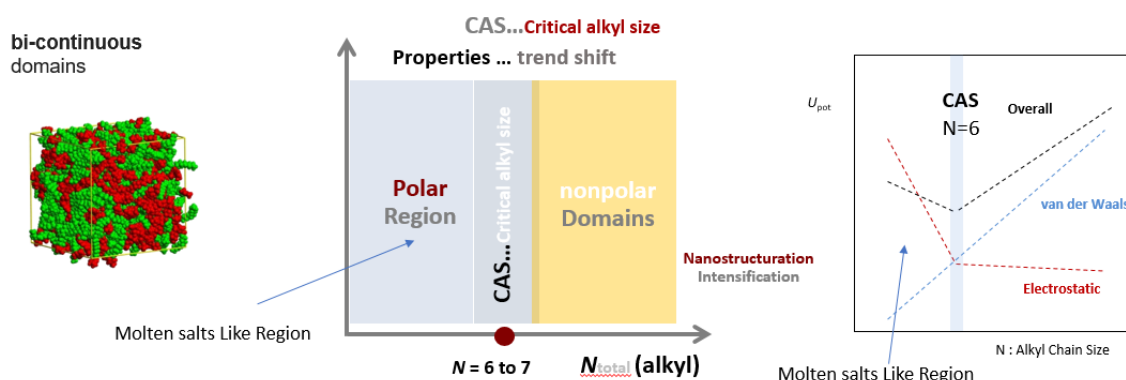 CAS...Critical alkyl size
bi-continuous
domains
Properties ... trend shift
Polar
Region
CAS...Critical alkyl size
nonpolar
Domains
Molten salts Like Region
N = 6 to 7
Ntotal (alkyl)
Nanostructuration
Intensification
Upot
CAS
N=6
Overall
van der Waals
Electrostatic
N : Alkyl Chain Size
Molten salts Like Region